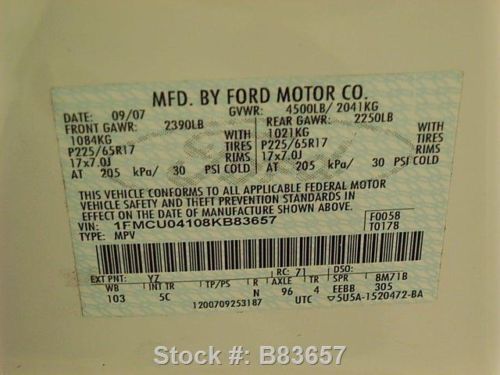 MFD. BY FORD MOTOR CO.
DATE: 09/07 GVWR: 4500LB/ 2041KG
FRONT GAWR: 2390LB REAR GAWR: 2250LB
1084KG WITH 1021KG WITH
P225/65R17 TIRES P225/65R17 TIRES
17x7.0J RIMS 17x7.0J RIMS
AT 205 kPa/ 30 PSI COLD AT 205 kPa/ 30 PSI COLD
THIS VEHICLE CONFORMS TO ALL APPLICABLE FEDERAL MOTOR
VEHICLE SAFETY AND THEFT PREVENTION STANDARDS IN
EFFECT ON THE DATE OF MANUFACTURE SHOWN ABOVE.
VIN: 1FMCU04108KB83657 F0058
TYPE: MPV T0178
EXT PNT: YZ RC: 71 DSO:
WB INT TR TP/PS R AXLE TR SPR 8M71B
103 5C N 96 4 EEBB 305
1200709253187 UTC 5U5A-1520472-BA
Stock #: B83657